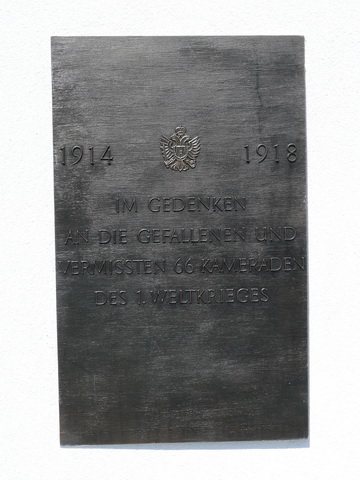 1914 1918
IM GEDENKEN
AN DIE GEFALLENEN UND
VERMISSTEN 66 KAMERADEN
DES 1. WELTKRIEGES